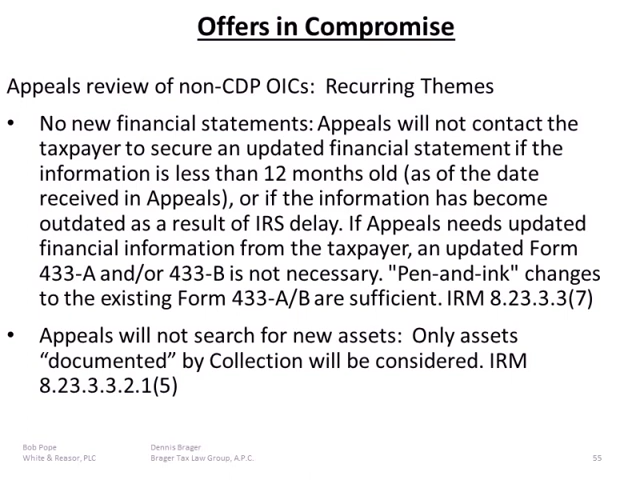 Offers in Compromise
Appeals review of non-CDP OICs: Recurring Themes
• No new financial statements: Appeals will not contact the
taxpayer to secure an updated financial statement if the
information is less than 12 months old (as of the date
received in Appeals), or if the information has become
outdated as a result of IRS delay. If Appeals needs updated
financial information from the taxpayer, an updated Form
433-A and/or 433-B is not necessary. "Pen-and-ink" changes
to the existing Form 433-A/B are sufficient. IRM 8.23.3.3(7)
• Appeals will not search for new assets: Only assets
“documented” by Collection will be considered. IRM
8.23.3.3.2.1(5)
Bob Pope
White & Reasor, PLC
Dennis Brager
Brager Tax Law Group, A.P.C.
55